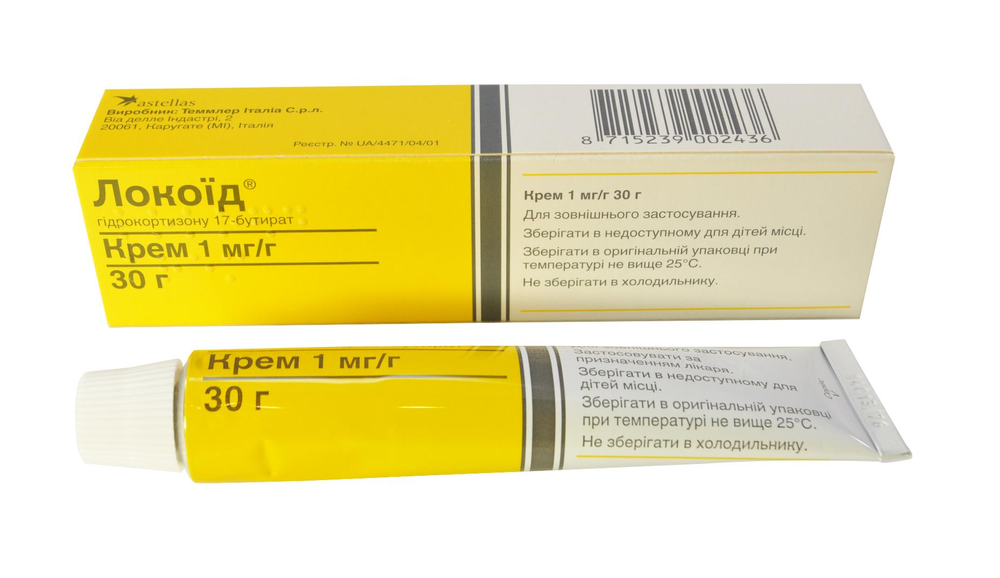 astellas
Виробник: Теммлер Італіа С.р.л.
Віа делле Індастрі, 2
20061, Каругате (МІ), Італія
Реєстр. № UA/4471/04/01
8 715239 002436
Локоїд®
гідрокортизону 17-бутират
Крем 1 мг/г
30 г
Крем 1 мг/г 30 г
Для зовнішнього застосування.
Зберігати в недоступному для дітей місці.
Зберігати в оригінальній упаковці при
температурі не вище 25°C.
Не зберігати в холодильнику.
Крем 1 мг/г
30 г
зовнішнього застосування.
Застосовувати за
призначенням лікаря.
Зберігати в недоступному для
дітей місці.
Зберігати в оригінальній упаковці
при температурі не вище 25°C.
Не зберігати в холодильнику.